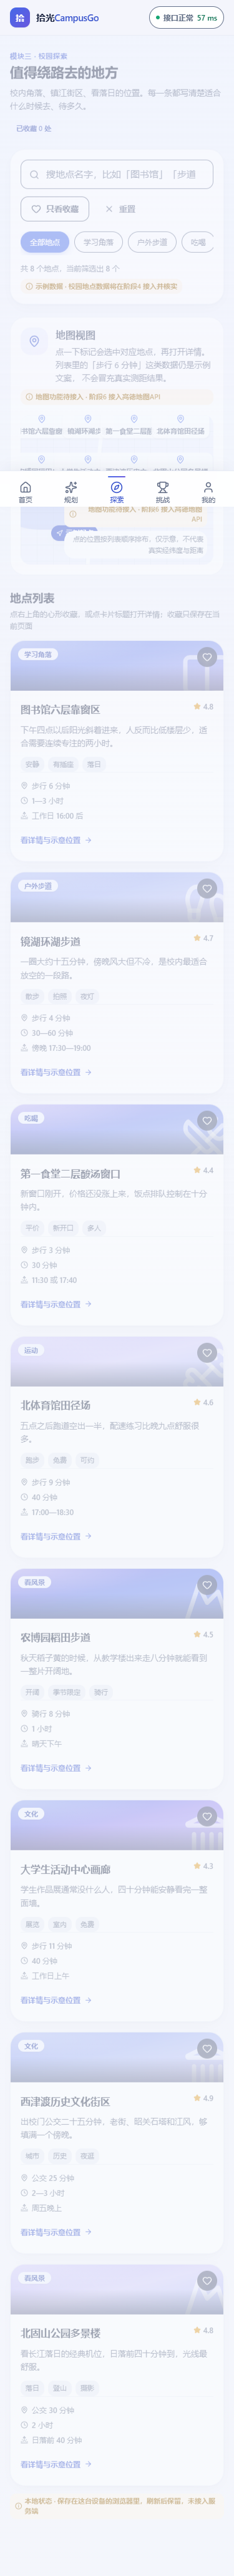 拾 拾光CampusGo 接口正常 57 ms
模块三 · 校园探索
值得绕路去的地方
校内角落、镇江街区、看落日的位置。每一条都写清楚适合什么时候去、待多久。
已收藏 0 处
搜地点名字，比如「图书馆」「步道
只看收藏 重置
全部地点 学习角落 户外步道 吃喝
共 8 个地点，当前筛选出 8 个
示例数据 · 校园地点数据将在阶段4 接入并核实
地图视图
点一下标记会选中对应地点，再打开详情。列表里的「步行 6 分钟」这类数据仍是示例文案，不会冒充真实测距结果。
地图功能待接入 · 阶段6 接入高德地图API
第一食堂二层 北体育馆田径场
首页 规划 探索 挑战 我的
地图功能待接入 · 阶段6 接入高德地图API
点的位置按列表顺序排布，仅示意，不代表真实经纬度与距离
地点列表
点右上角的心形收藏，点卡片标题打开详情；收藏只保存在当前页面
学习角落
图书馆六层靠窗区 4.8
下午四点以后阳光斜着进来，人反而比低楼层少，适合需要连续专注的两小时。
安静 有插座 落日
步行 6 分钟
1—3 小时
工作日 16:00 后
看详情与示意位置
户外步道
镜湖环湖步道 4.7
一圈大约十五分钟，傍晚风大但不冷，是校内最适合放空的一段路。
散步 拍照 夜灯
步行 4 分钟
30—60 分钟
傍晚 17:30—19:00
看详情与示意位置
吃喝
第一食堂二层酸汤窗口 4.4
新窗口刚开，价格还没涨上来，饭点排队控制在十分钟内。
平价 新开口 多人
步行 3 分钟
30 分钟
11:30 或 17:40
看详情与示意位置
运动
北体育馆田径场 4.6
五点之后跑道空出一半，配速练习比晚九点舒服很多。
跑步 免费 可约
步行 9 分钟
40 分钟
17:00—18:30
看详情与示意位置
看风景
农博园稻田步道 4.5
秋天稻子黄的时候，从教学楼出来走八分钟就能看到一整片开阔地。
开阔 季节限定 骑行
骑行 8 分钟
1 小时
晴天下午
看详情与示意位置
文化
大学生活动中心画廊 4.3
学生作品展通常没什么人，四十分钟能安静看完一整面墙。
展览 室内 免费
步行 11 分钟
40 分钟
工作日上午
看详情与示意位置
文化
西津渡历史文化街区 4.9
出校门公交二十五分钟，老街、昭关石塔和江风，够填满一个傍晚。
城市 历史 夜逛
公交 25 分钟
2—3 小时
周五晚上
看详情与示意位置
看风景
北固山公园多景楼 4.8
看长江落日的经典机位，日落前四十分钟到，光线最舒服。
落日 登山 摄影
公交 30 分钟
2 小时
日落前 40 分钟
看详情与示意位置
本地状态 · 保存在这台设备的浏览器里，刷新后保留，未接入服务端